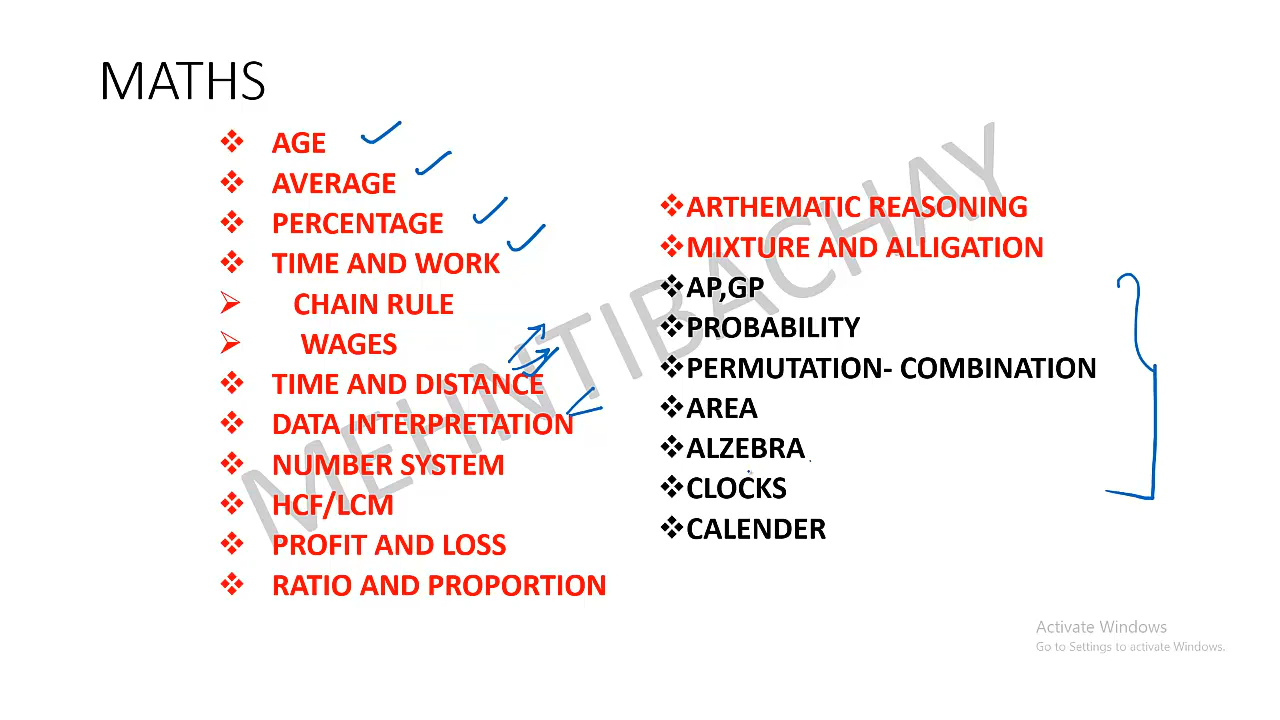 MATHS
AGE
AVERAGE
PERCENTAGE
TIME AND WORK
CHAIN RULE
WAGES
TIME AND DISTANCE
DATA INTERPRETATION
NUMBER SYSTEM
HCF/LCM
PROFIT AND LOSS
RATIO AND PROPORTION
ARTHEMATIC REASONING
MIXTURE AND ALLIGATION
AP,GP
PROBABILITY
PERMUTATION- COMBINATION
AREA
ALZEBRA
CLOCKS
CALENDER
MEHNTIBACHAY
Activate Windows
Go to Settings to activate Windows.